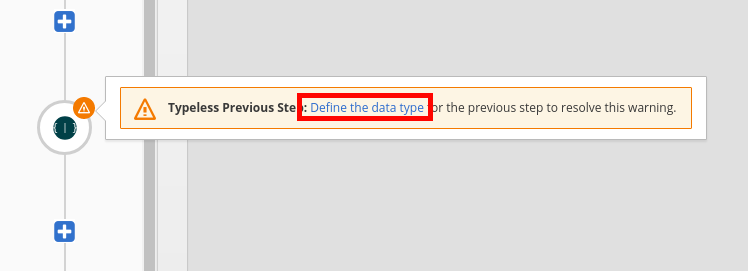 Typeless Previous Step: Define the data type for the previous step to resolve this warning.